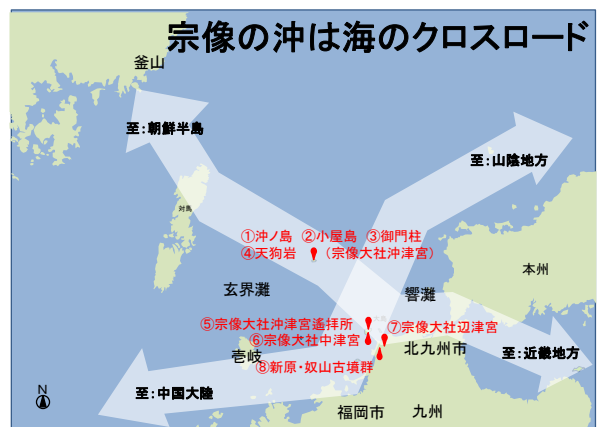 宗像の沖は海のクロスロード
釜山
至：朝鮮半島
至：山陰地方
対馬
①沖ノ島 ②小屋島 ③御門柱
④天狗岩 （宗像大社沖津宮）
本州
玄界灘
響灘
⑤宗像大社沖津宮遙拝所
⑦宗像大社辺津宮
⑥宗像大社中津宮
北九州市
壱岐
至：近畿地方
⑧新原・奴山古墳群
至：中国大陸
N
福岡市
九州